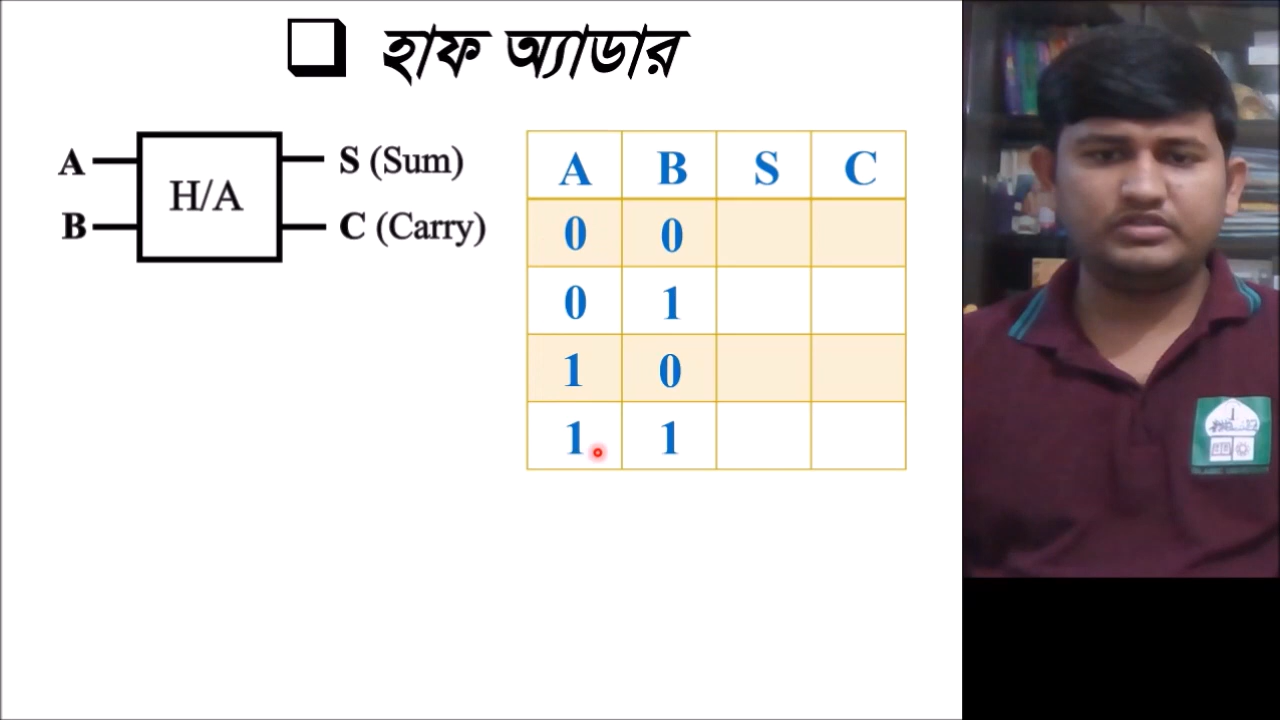 ❑ হাফ অ্যাডার
A
B
H/A
S (Sum)
C (Carry)
A B S C
0 0
0 1
1 0
1 1